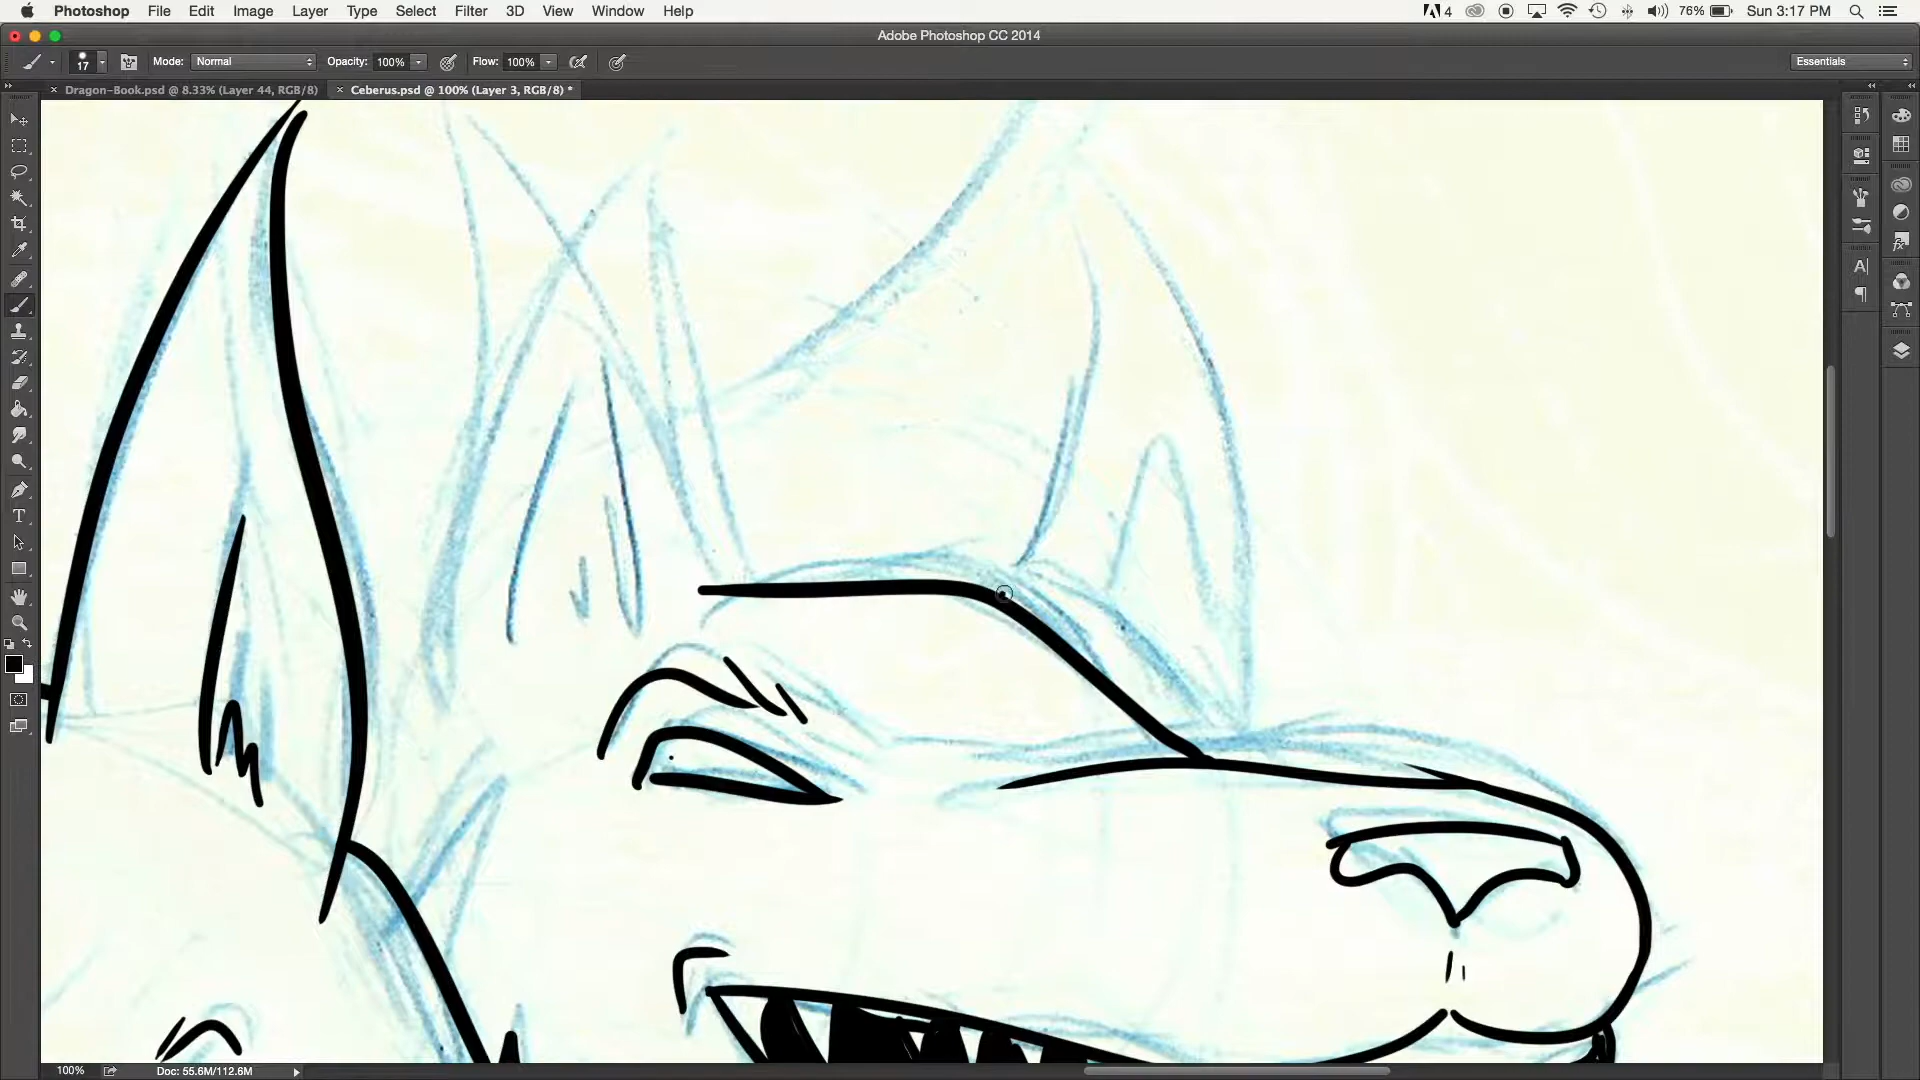 Photoshop File Edit Image Layer Type Select Filter 3D View Window Help 4 76% Sun 3:17 PM
Adobe Photoshop CC 2014
17 Mode: Normal Opacity: 100% Flow: 100% Essentials
× Dragon-Book.psd @ 8.33% (Layer 44, RGB/8) × Ceberus.psd @ 100% (Layer 3, RGB/8) *
100% Doc: 55.6M/112.6M